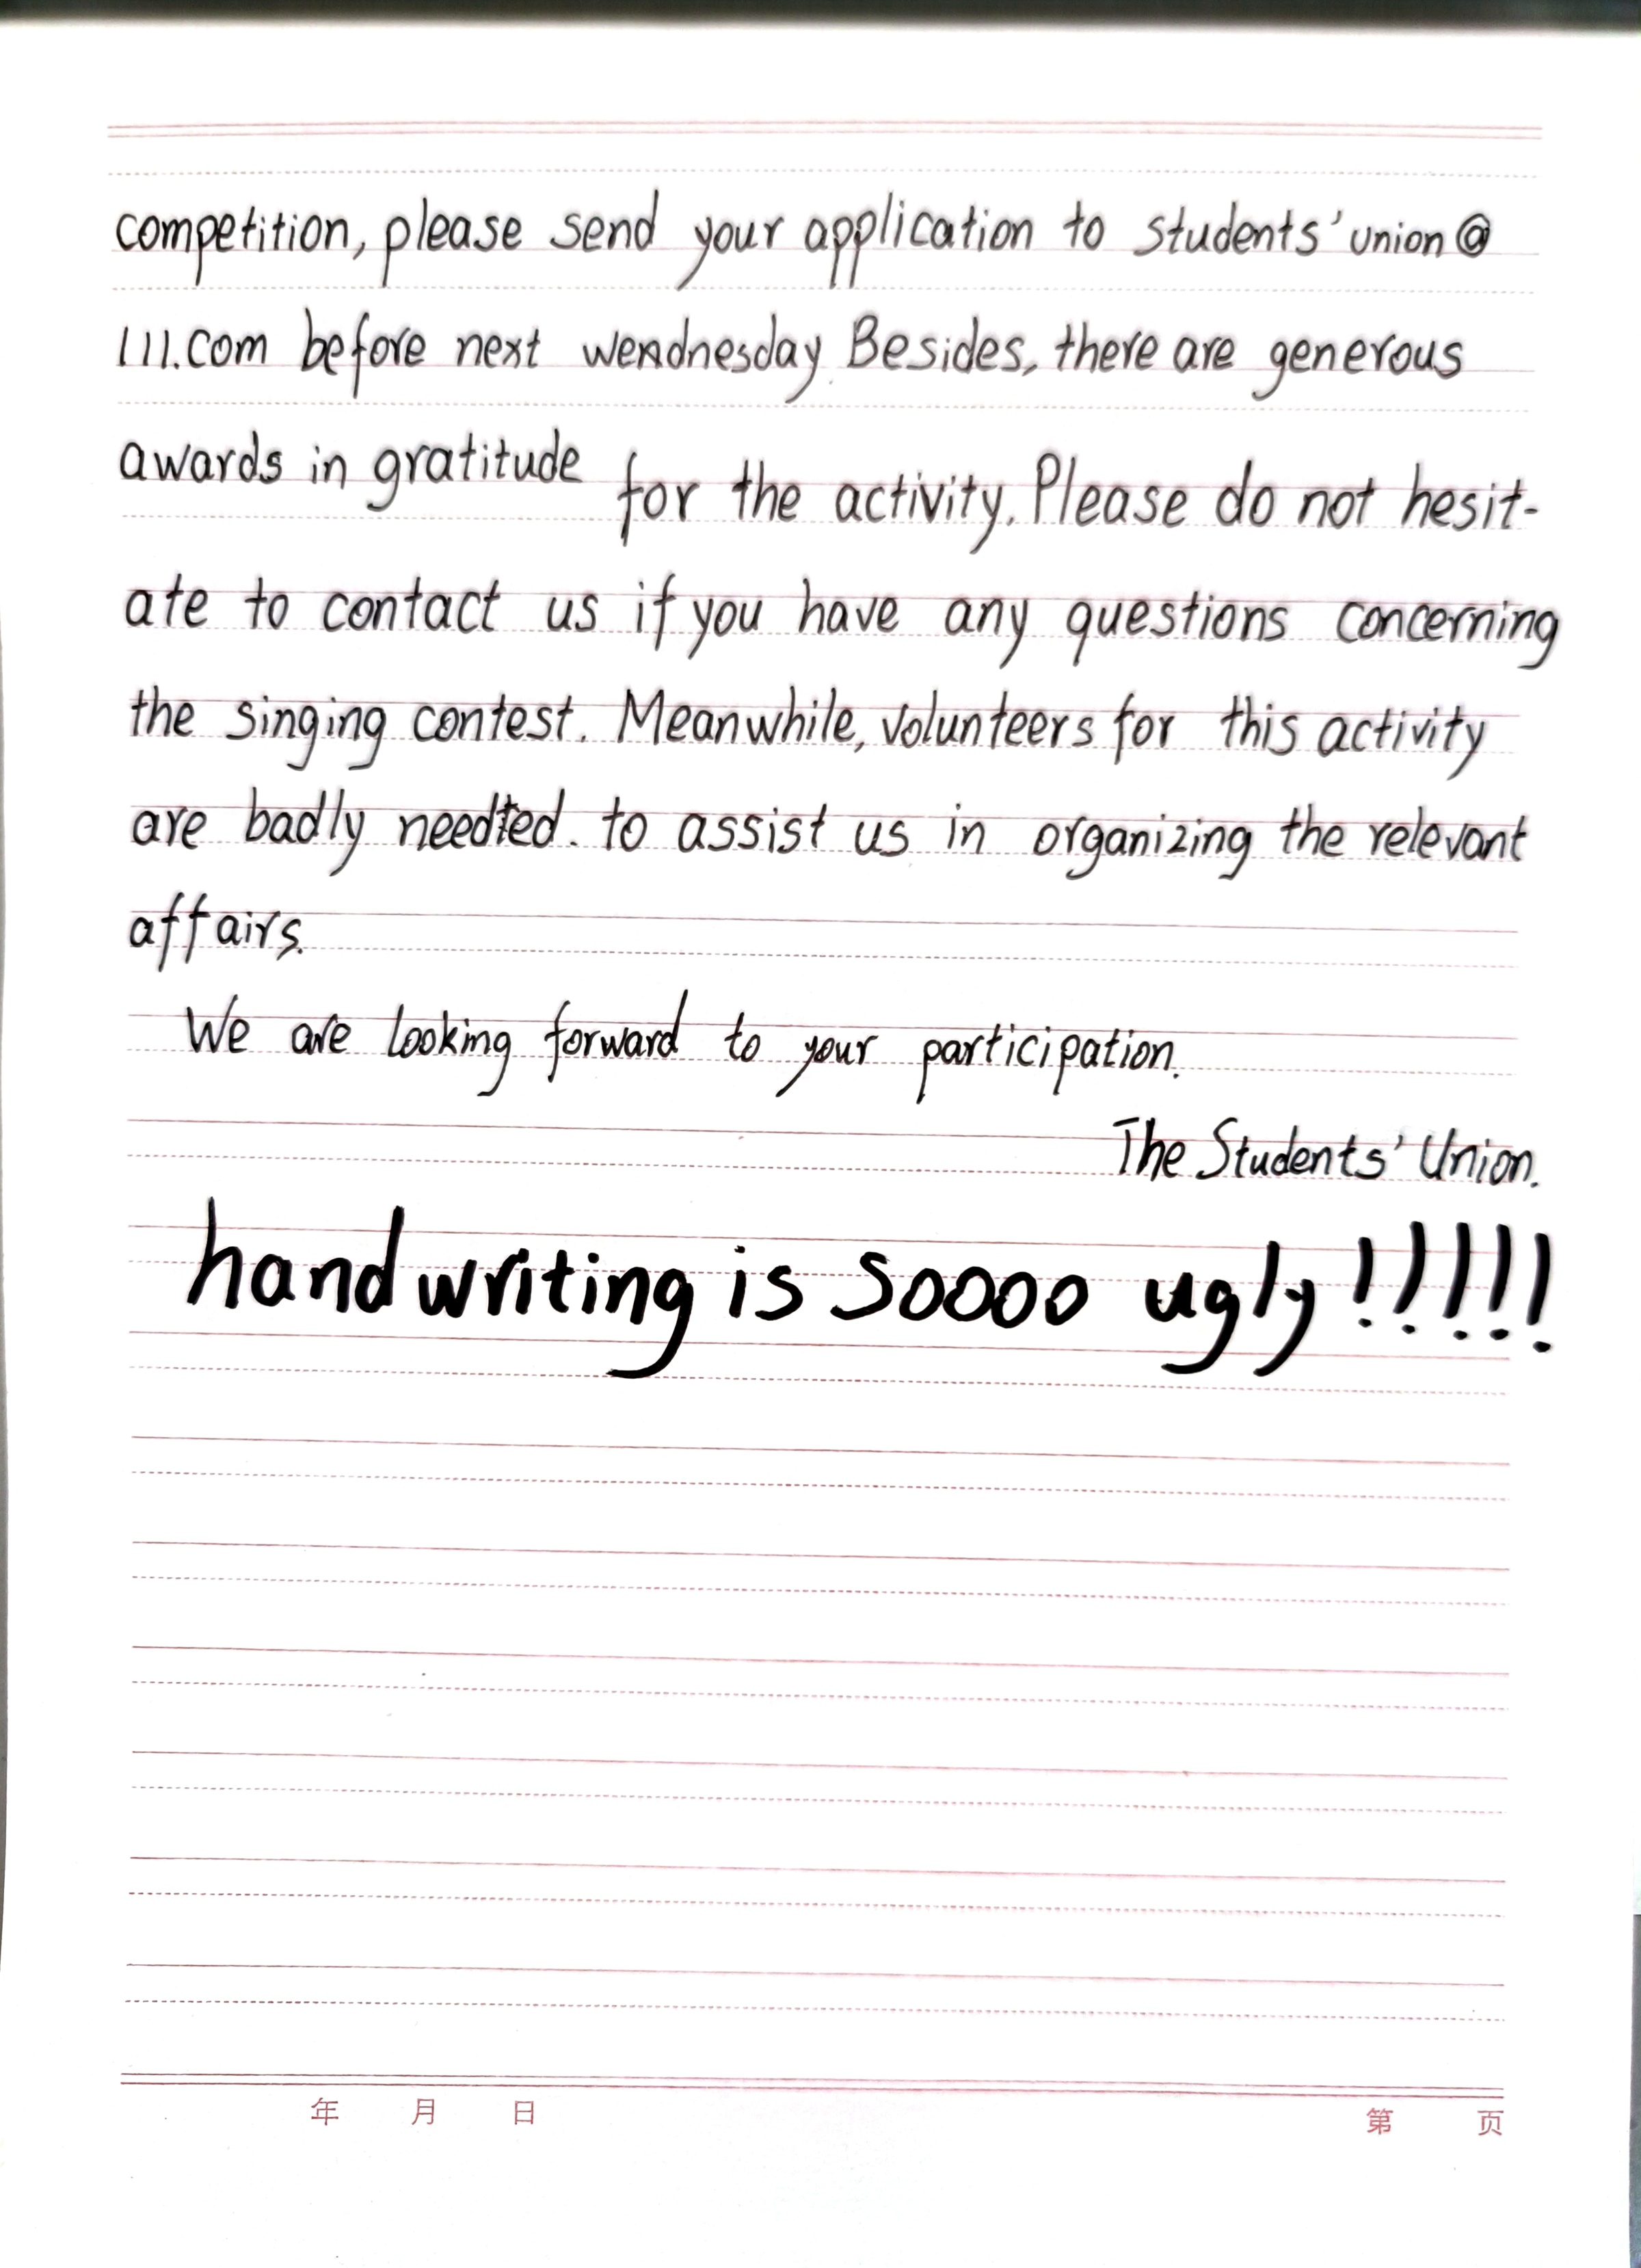 competition, please send your application to students' union@
111.com before next wendnesday. Besides, there are generous
awards in gratitude for the activity. Please do not hesit-
ate to contact us if you have any questions concerning
the singing contest. Meanwhile, volunteers for this activity
are badly needted. to assist us in organizing the relevant
affairs.
We are looking forward to your participation.
The Students' Union.
handwriting is soooo ugly!!!!!
年 月 日 第 页